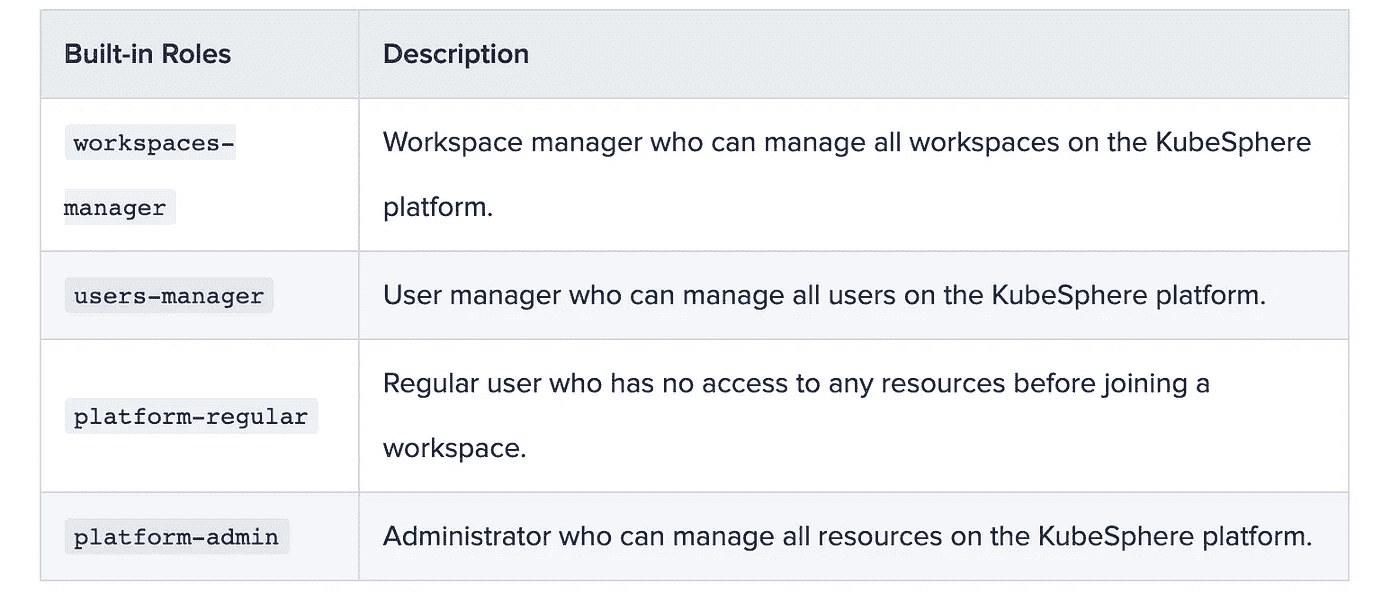 Built-in Roles
Description
workspaces-
manager
Workspace manager who can manage all workspaces on the KubeSphere
platform.
users-manager
User manager who can manage all users on the KubeSphere platform.
platform-regular
Regular user who has no access to any resources before joining a
workspace.
platform-admin
Administrator who can manage all resources on the KubeSphere platform.